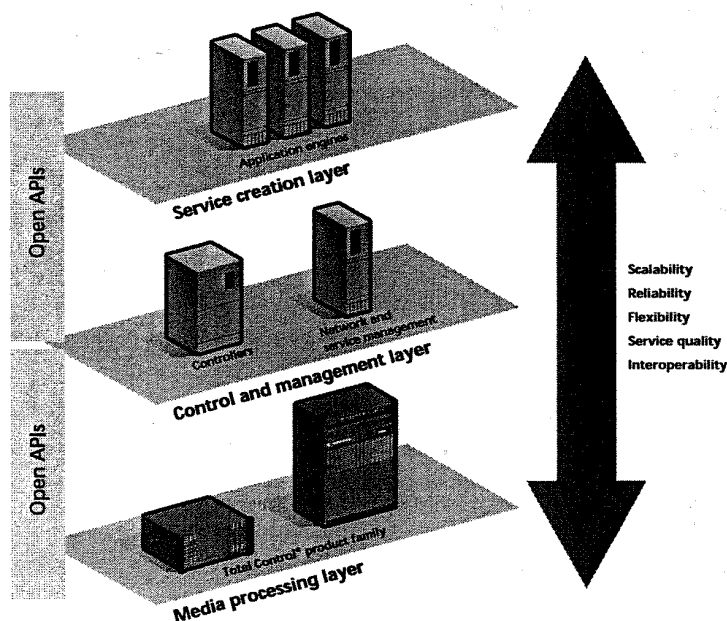 Open APIs
Open APIs
Application engines
Service creation layer
Controllers
Network and
service management
Control and management layer
Total Control® product family
Media processing layer
Scalability
Reliability
Flexibility
Service quality
Interoperability